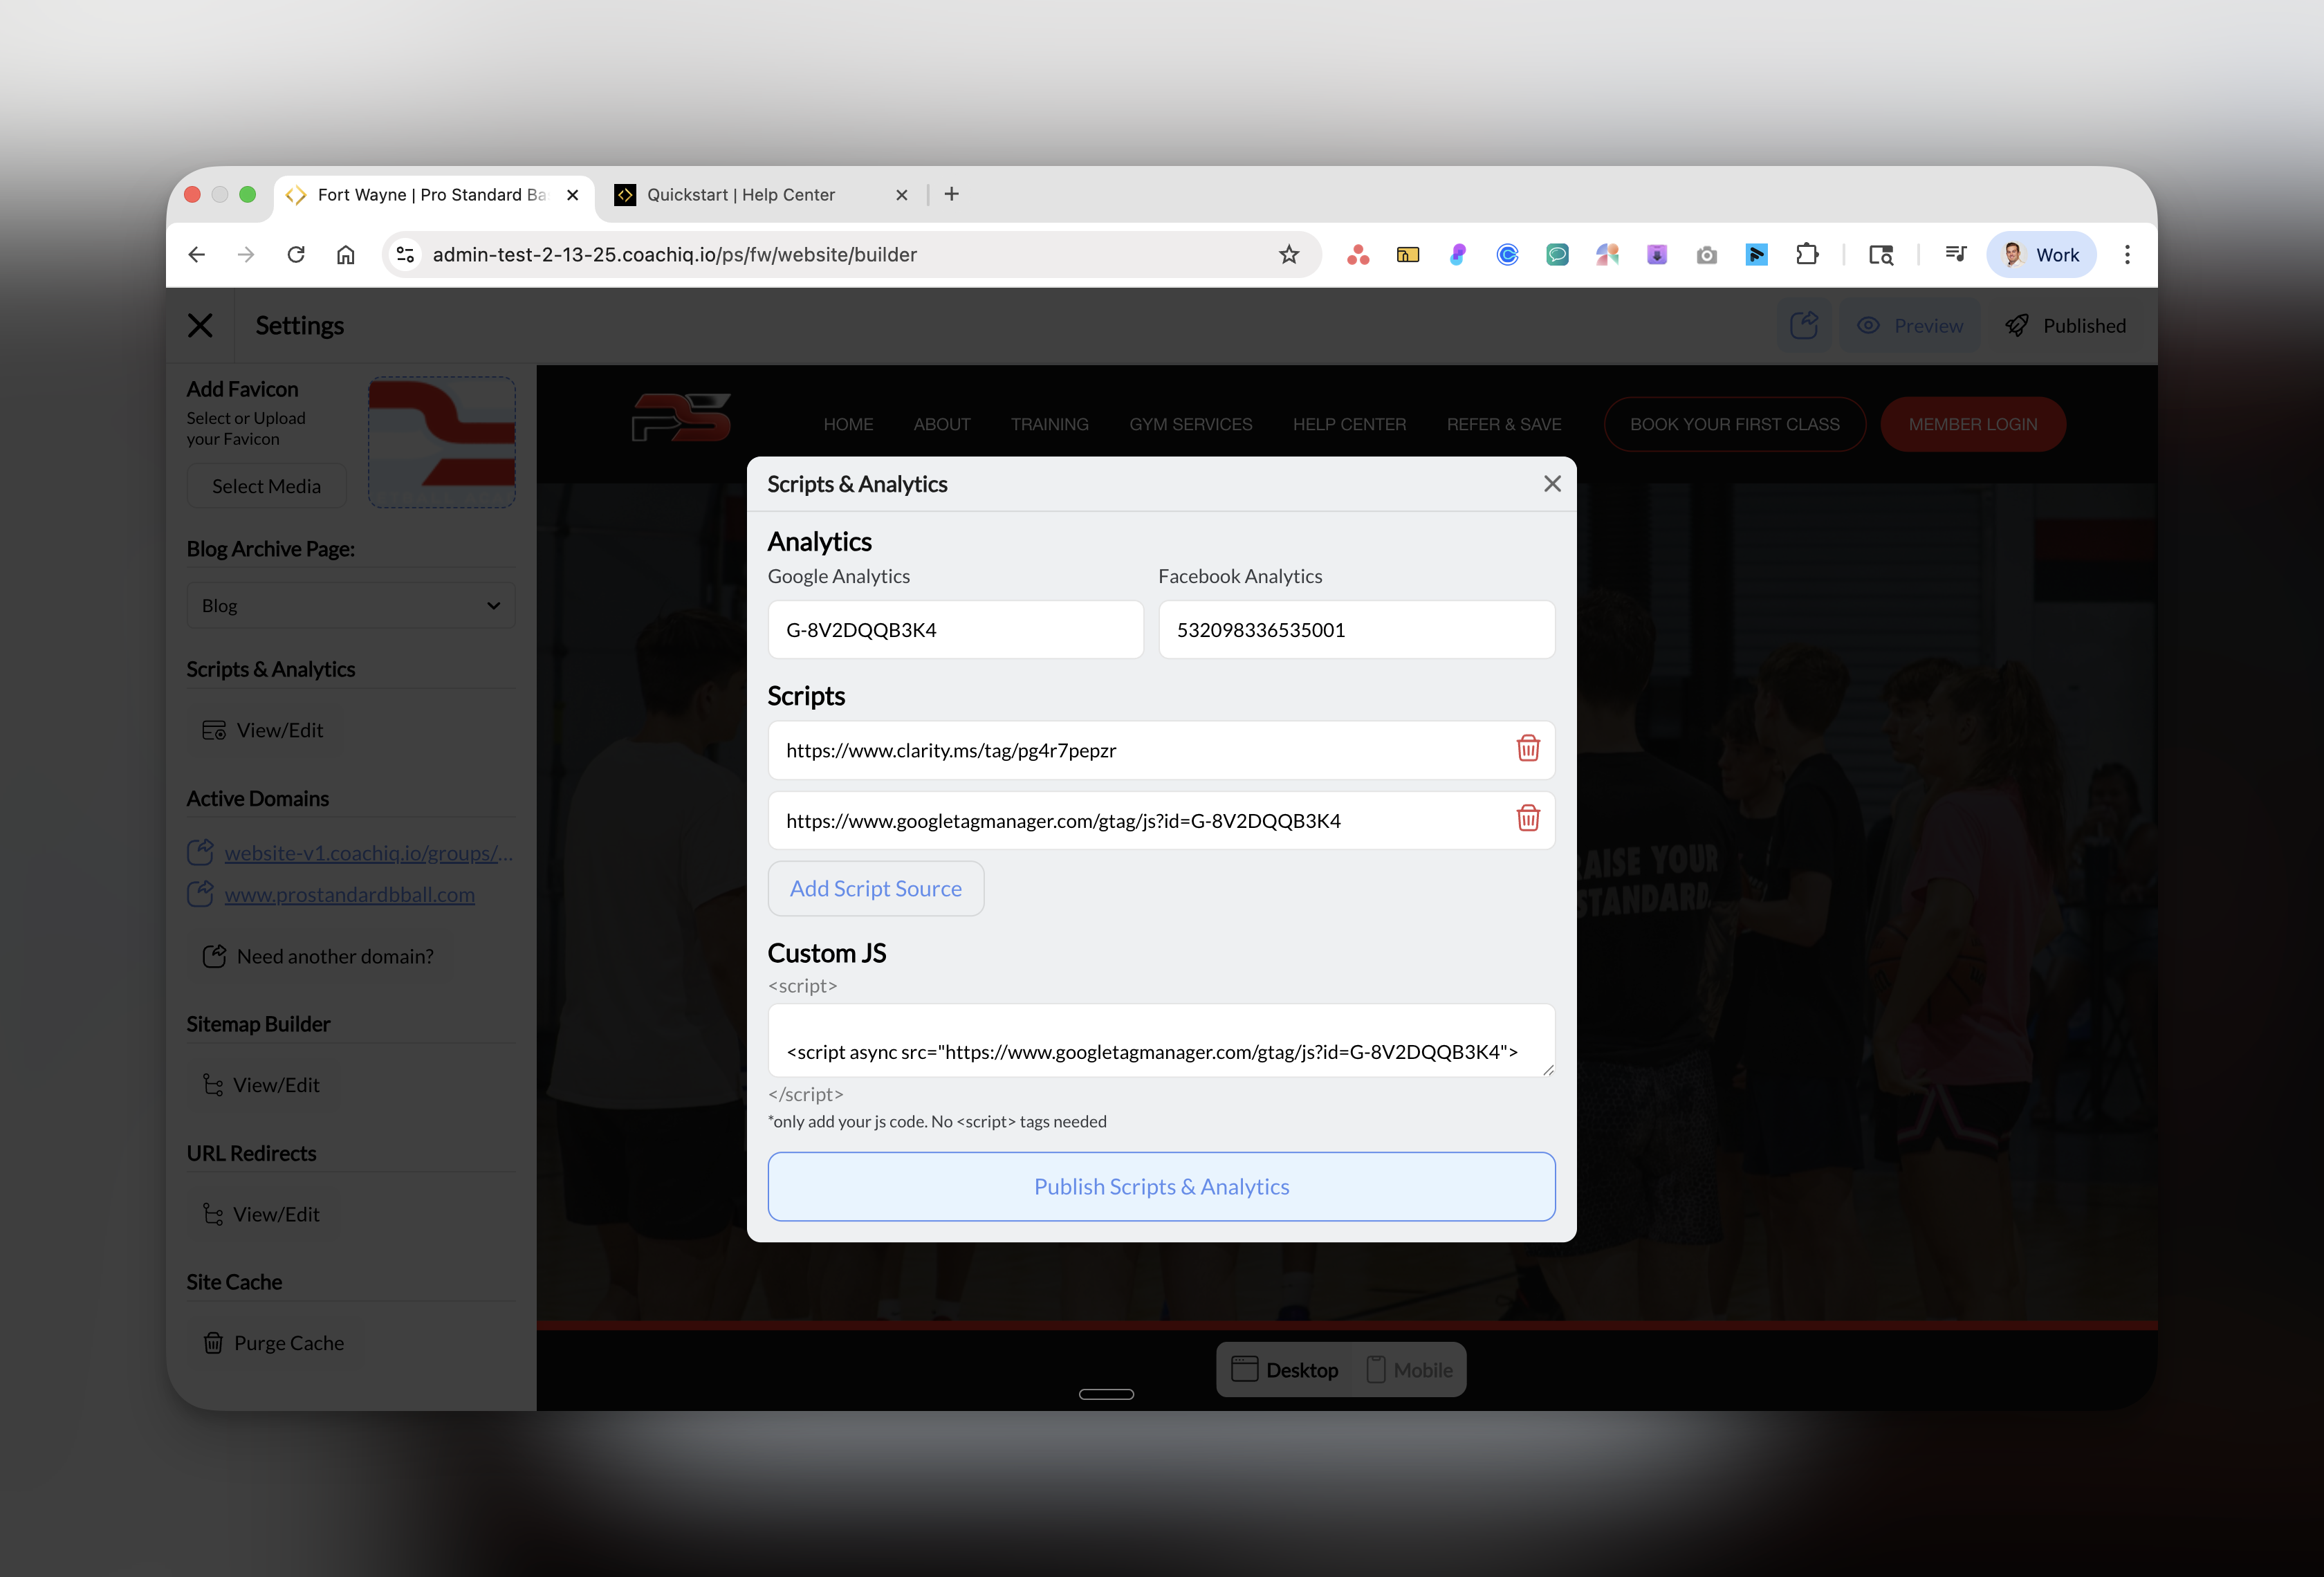 Fort Wayne | Pro Standard Ba
Quickstart | Help Center
admin-test-2-13-25.coachiq.io/ps/fw/website/builder
Work
Settings
Preview
Published
Add Favicon
Select or Upload
your Favicon
Select Media
Blog Archive Page:
Blog
Scripts & Analytics
View/Edit
Active Domains
website-v1.coachiq.io/groups/...
www.prostandardbball.com
Need another domain?
Sitemap Builder
View/Edit
URL Redirects
View/Edit
Site Cache
Purge Cache
PS
HOME
ABOUT
TRAINING
GYM SERVICES
HELP CENTER
REFER & SAVE
BOOK YOUR FIRST CLASS
MEMBER LOGIN
Scripts & Analytics
Analytics
Google Analytics
Facebook Analytics
G-8V2DQQB3K4
532098336535001
Scripts
https://www.clarity.ms/tag/pg4r7pepzr
https://www.googletagmanager.com/gtag/js?id=G-8V2DQQB3K4
Add Script Source
Custom JS
<script>
<script async src="https://www.googletagmanager.com/gtag/js?id=G-8V2DQQB3K4">
</script>
*only add your js code. No <script> tags needed
Publish Scripts & Analytics
AISE YOUR
STANDARD.
Desktop
Mobile